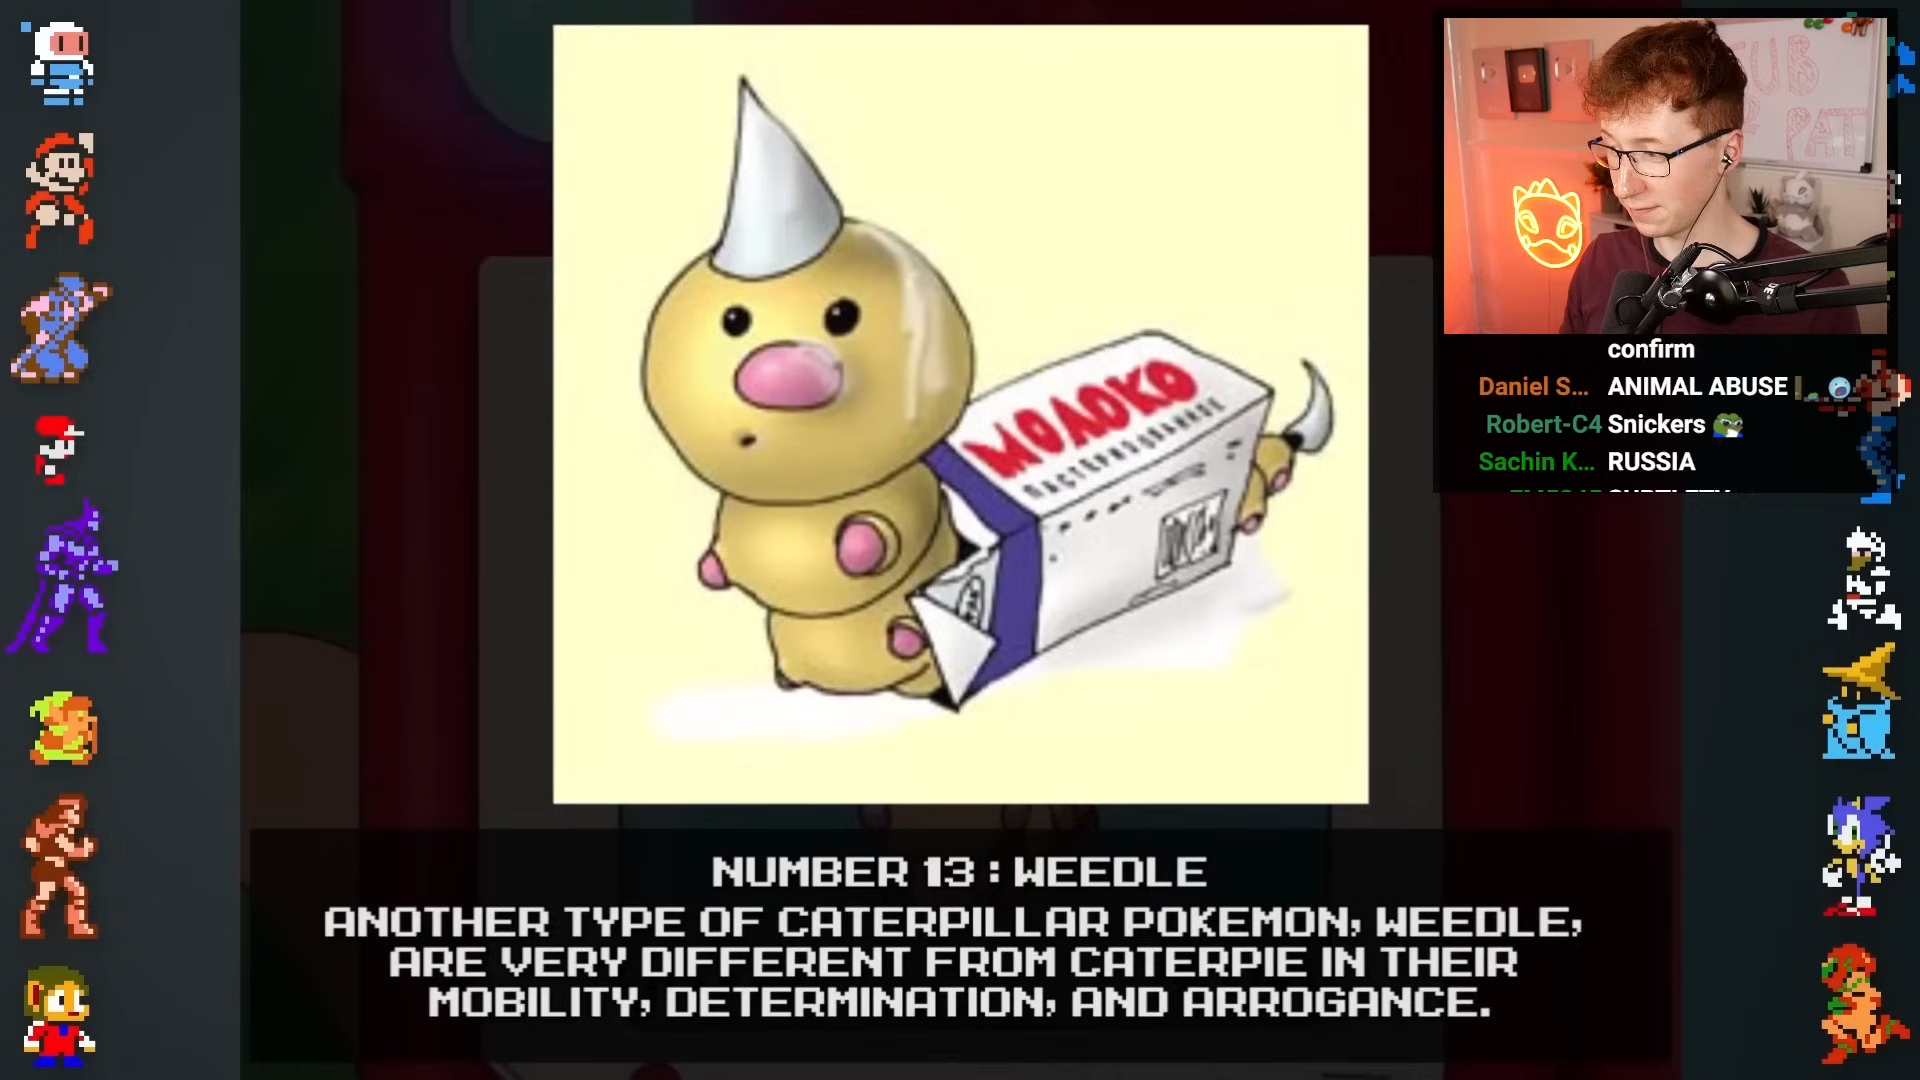 confirm
Daniel S... ANIMAL ABUSE
Robert-C4 Snickers
Sachin K... RUSSIA
МОЛОКО
ПАСТЕРИЗОВАННОЕ
NUMBER 13 : WEEDLE
ANOTHER TYPE OF CATERPILLAR POKEMON, WEEDLE,
ARE VERY DIFFERENT FROM CATERPIE IN THEIR
MOBILITY, DETERMINATION, AND ARROGANCE.